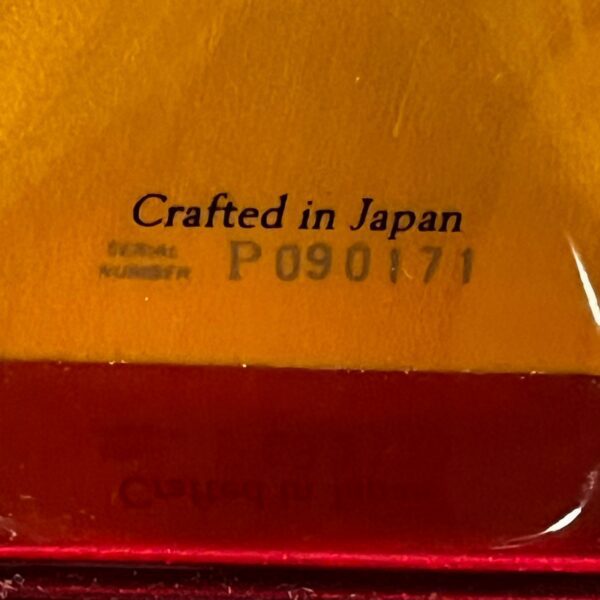 Crafted in Japan
SERIAL
NUMBER P090171